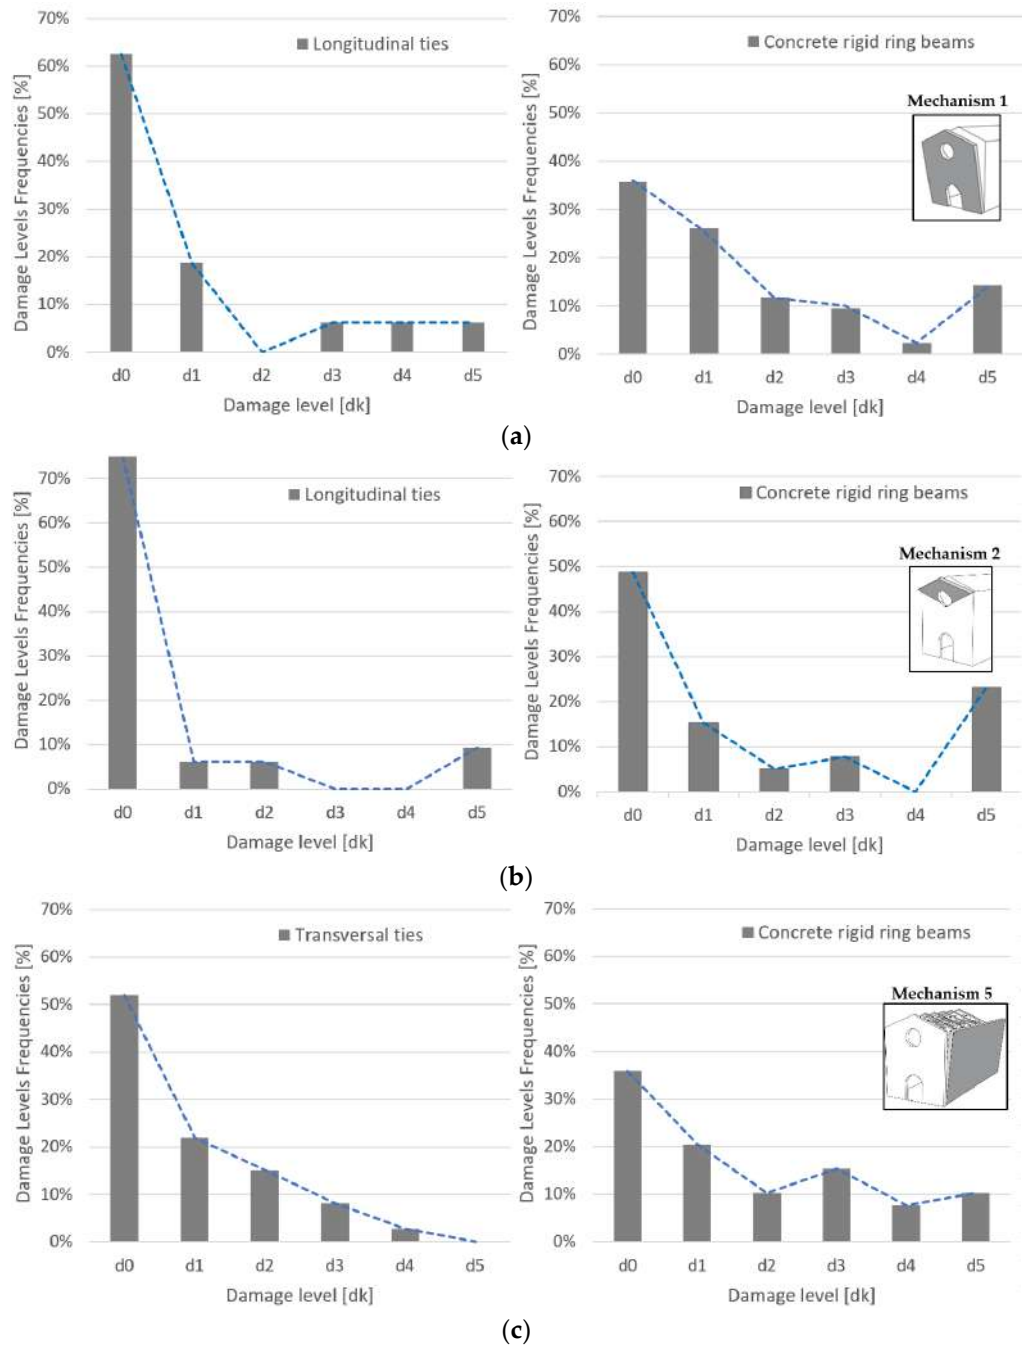 70%
60%
50%
40%
30%
20%
10%
0%
Damage Levels Frequencies [%]
Longitudinal ties
d0 d1 d2 d3 d4 d5
Damage level [dk]
70%
60%
50%
40%
30%
20%
10%
0%
Damage Levels Frequencies [%]
Concrete rigid ring beams
Mechanism 1
d0 d1 d2 d3 d4 d5
Damage level [dk]
(a)
70%
60%
50%
40%
30%
20%
10%
0%
Damage Levels Frequencies [%]
Longitudinal ties
d0 d1 d2 d3 d4 d5
Damage level [dk]
70%
60%
50%
40%
30%
20%
10%
0%
Damage Levels Frequencies [%]
Concrete rigid ring beams
Mechanism 2
d0 d1 d2 d3 d4 d5
Damage level [dk]
(b)
70%
60%
50%
40%
30%
20%
10%
0%
Damage Levels Frequencies [%]
Transversal ties
d0 d1 d2 d3 d4 d5
Damage level [dk]
70%
60%
50%
40%
30%
20%
10%
0%
Damage Levels Frequencies [%]
Concrete rigid ring beams
Mechanism 5
d0 d1 d2 d3 d4 d5
Damage level [dk]
(c)